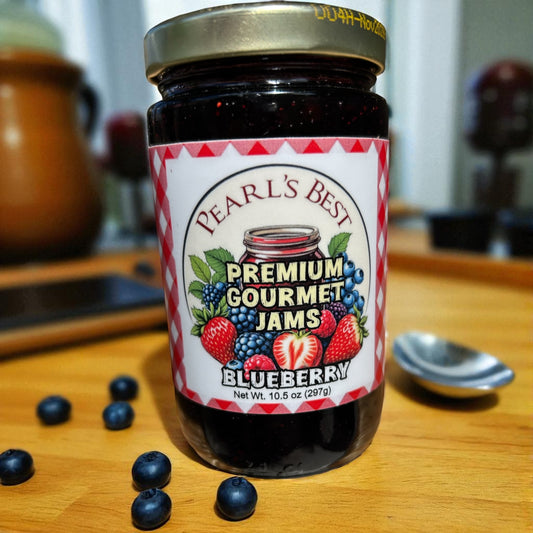 PEARL'S BEST
PREMIUM
GOURMET
JAMS
BLUEBERRY
Net Wt. 10.5 oz (297g)